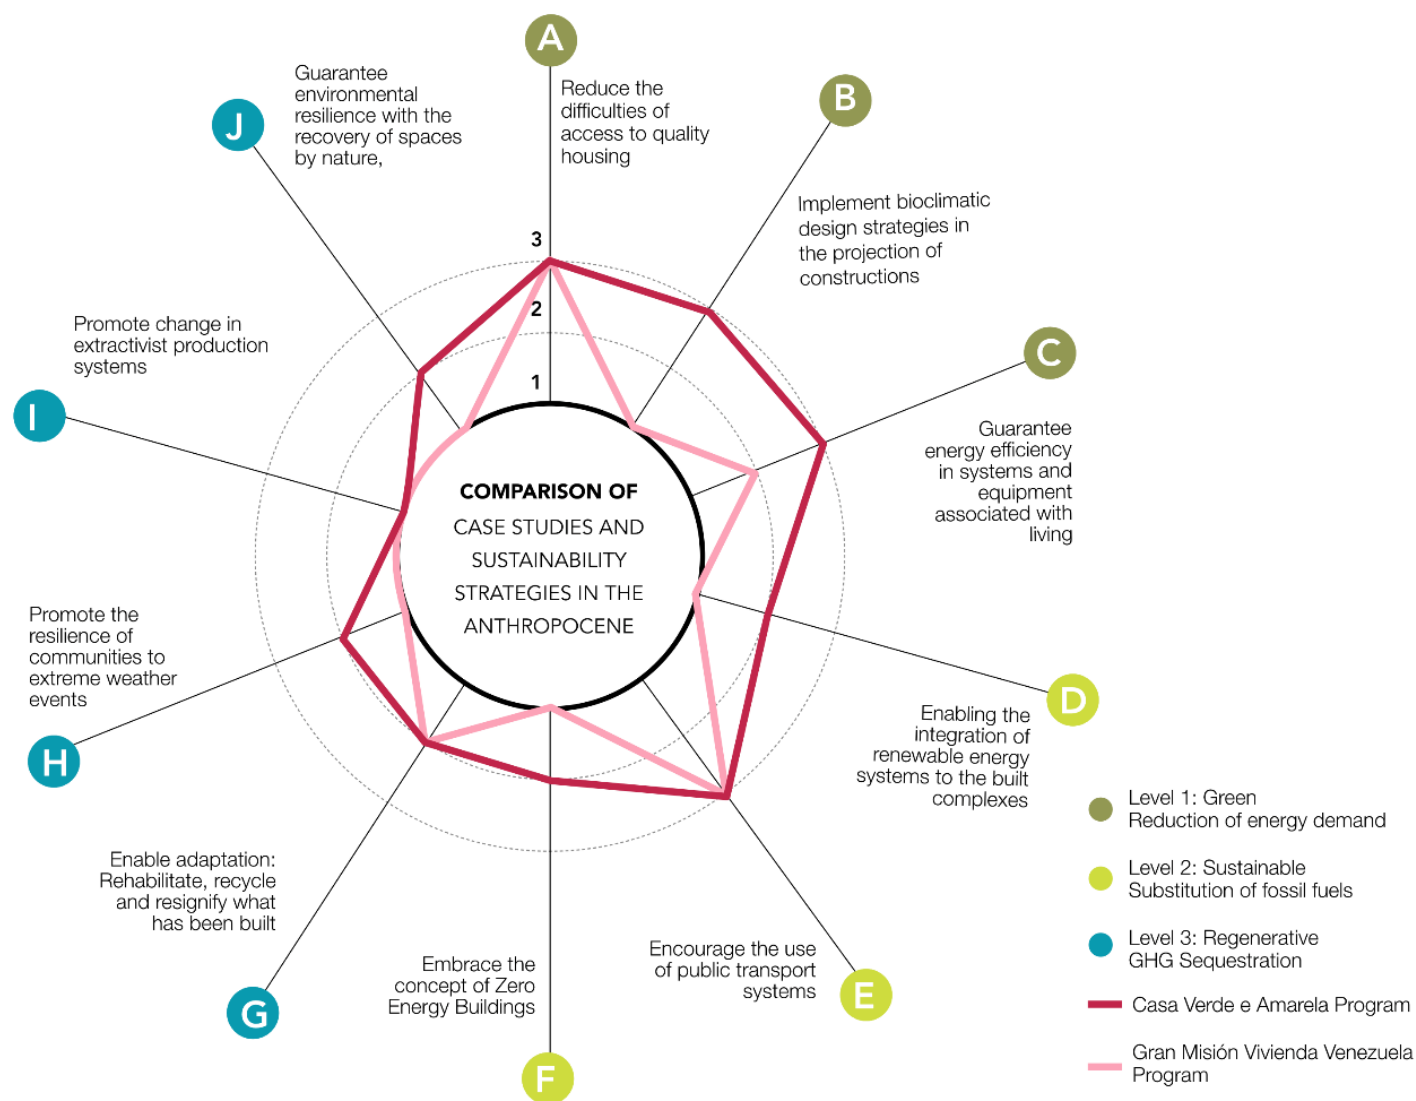 A
Reduce the
difficulties of
access to quality
housing
B
Implement bioclimatic
design strategies in
the projection of
constructions
C
Guarantee
energy efficiency
in systems and
equipment
associated with
living
D
Enabling the
integration of
renewable energy
systems to the built
complexes
E
Encourage the use
of public transport
systems
F
Embrace the
concept of Zero
Energy Buildings
G
Enable adaptation:
Rehabilitate, recycle
and resignify what
has been built
H
Promote the
resilience of
communities to
extreme weather
events
I
Promote change in
extractivist production
systems
J
Guarantee
environmental
resilience with the
recovery of spaces
by nature,
3
2
1
COMPARISON OF
CASE STUDIES AND
SUSTAINABILITY
STRATEGIES IN THE
ANTHROPOCENE
Level 1: Green
Reduction of energy demand
Level 2: Sustainable
Substitution of fossil fuels
Level 3: Regenerative
GHG Sequestration
Casa Verde e Amarela Program
Gran Misión Vivienda Venezuela
Program